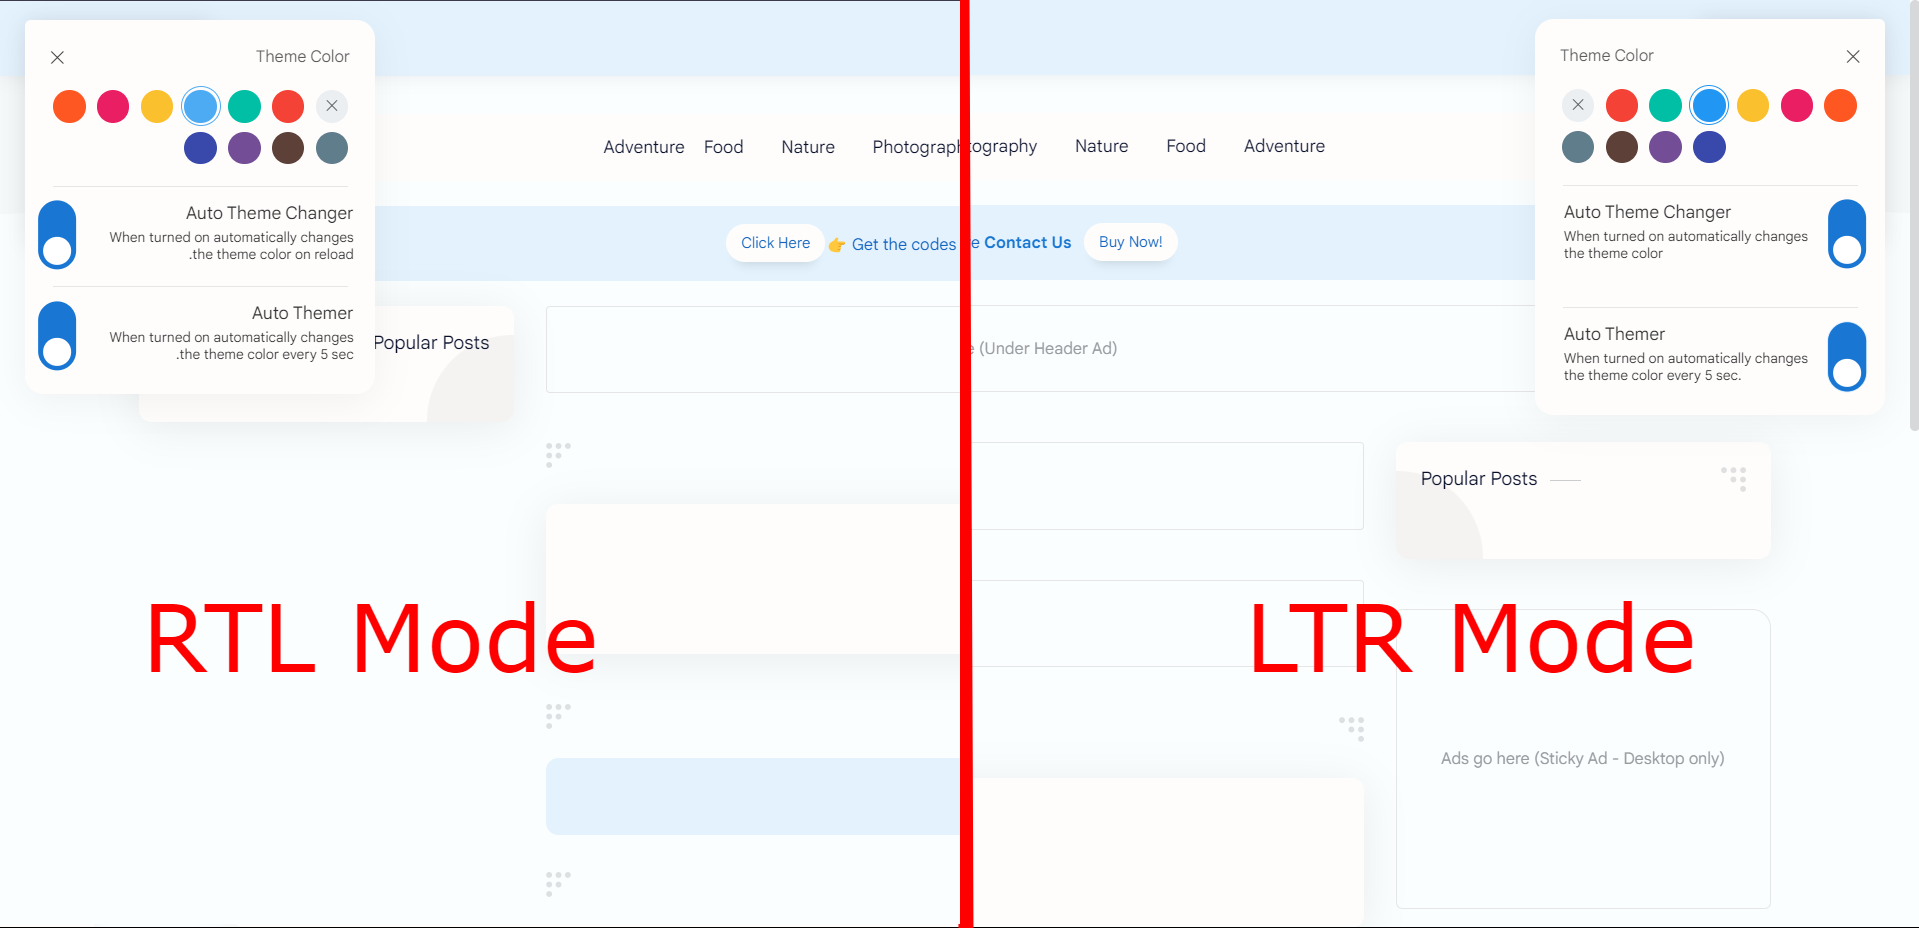 Theme Color
Auto Theme Changer
When turned on automatically changes
.the theme color on reload
Auto Themer
When turned on automatically changes
.the theme color every 5 sec
Adventure Food Nature Photograph
Click Here 👉 Get the codes
Popular Posts
RTL Mode
Theme Color
tography Nature Food Adventure
e Contact Us Buy Now!
Auto Theme Changer
When turned on automatically changes
the theme color
Auto Themer
When turned on automatically changes
the theme color every 5 sec.
e (Under Header Ad)
Popular Posts
LTR Mode
Ads go here (Sticky Ad - Desktop only)